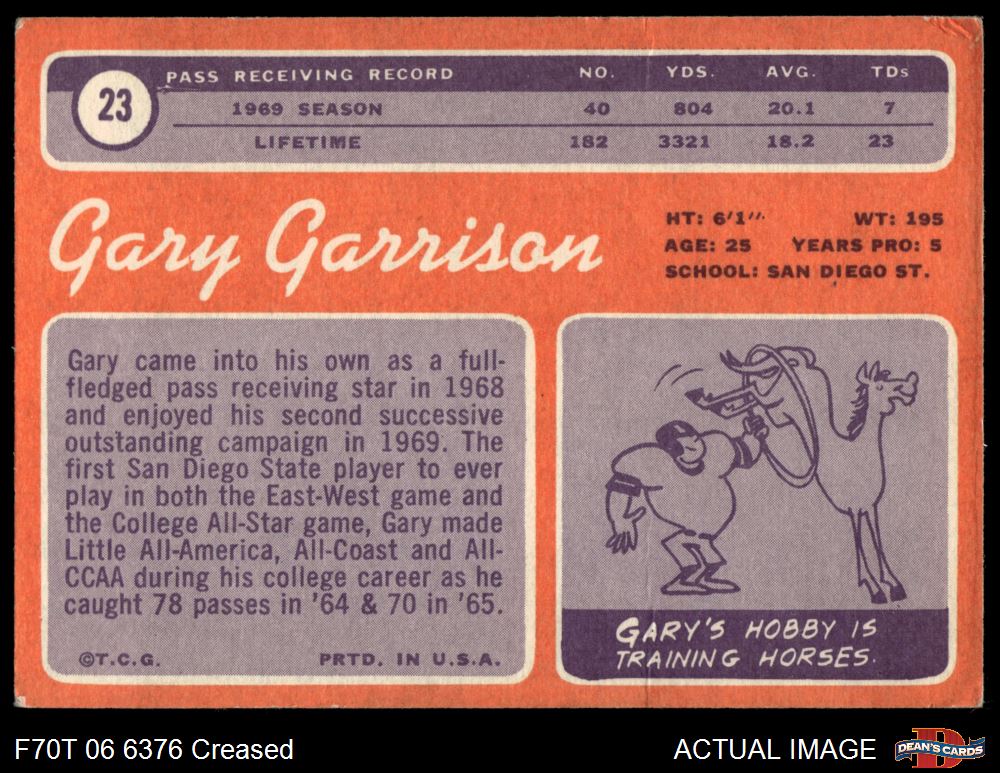 23
PASS RECEIVING RECORD NO. YDS. AVG. TDs
1969 SEASON 40 804 20.1 7
LIFETIME 182 3321 18.2 23
Gary Garrison
HT: 6'1" WT: 195
AGE: 25 YEARS PRO: 5
SCHOOL: SAN DIEGO ST.
Gary came into his own as a full-
fledged pass receiving star in 1968
and enjoyed his second successive
outstanding campaign in 1969. The
first San Diego State player to ever
play in both the East-West game and
the College All-Star game, Gary made
Little All-America, All-Coast and All-
CCAA during his college career as he
caught 78 passes in '64 & 70 in '65.
©T.C.G. PRTD. IN U.S.A.
GARY'S HOBBY IS
TRAINING HORSES.
F70T 06 6376 Creased
ACTUAL IMAGE
D
DEAN'S CARDS